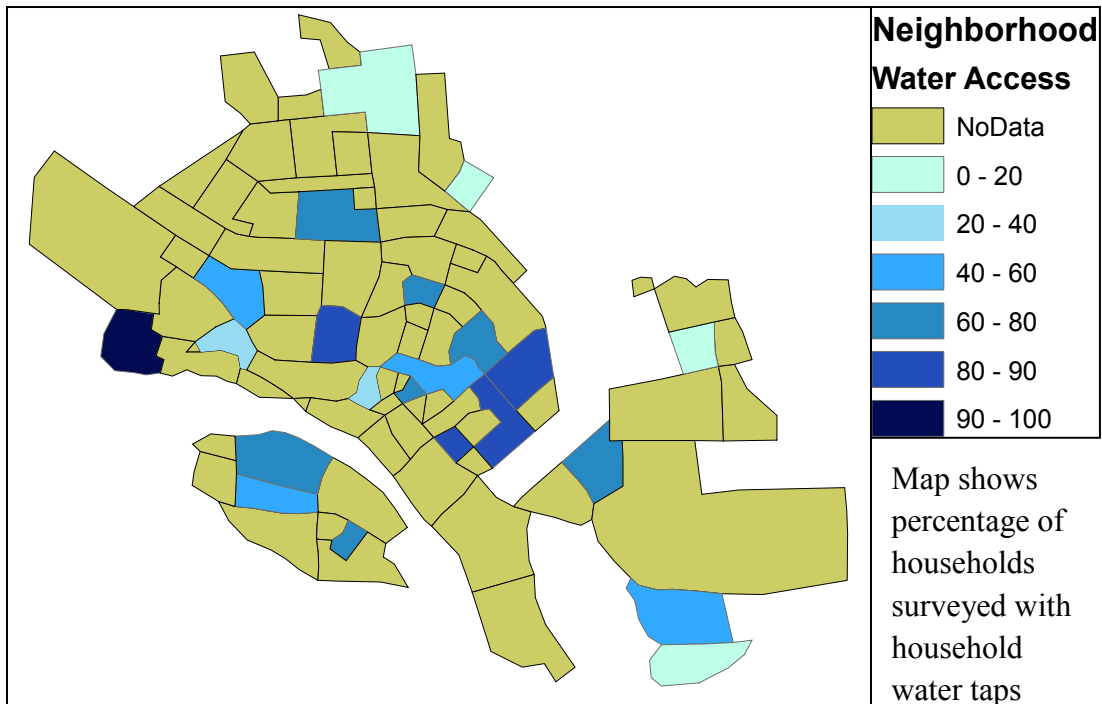 Neighborhood
Water Access
NoData
0 - 20
20 - 40
40 - 60
60 - 80
80 - 90
90 - 100
Map shows
percentage of
households
surveyed with
household
water taps